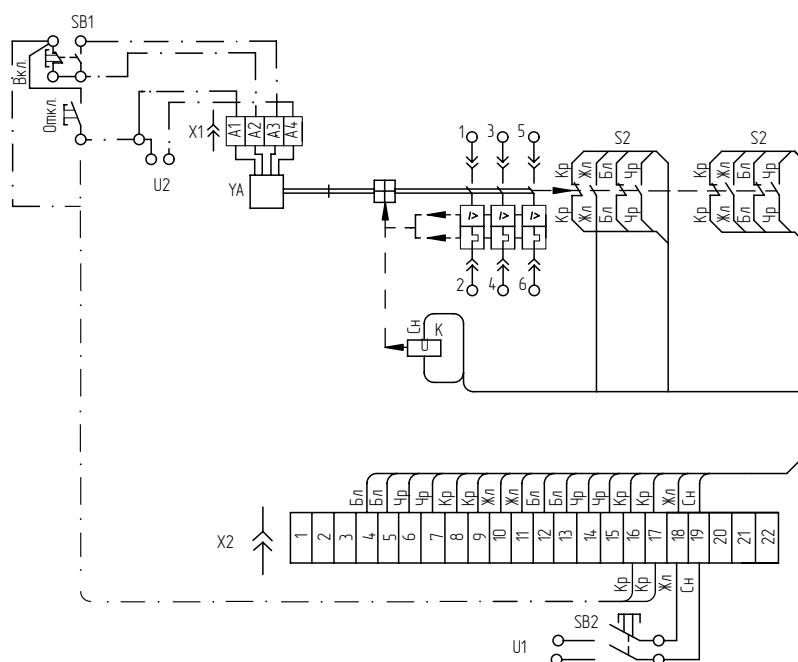 SB1
Вкл.
Откл.
U2
X1
A1 A2 A3 A4
YA
1 3 5
I> I> I>
2 4 6
S2
Кр Жл Бл Чр
Кр Жл Бл Чр
S2
Кр Жл Бл Чр
Кр Жл Бл Чр
Сн
U
K
Бл Бл Чр Чр Кр Кр Жл Жл Бл Бл Чр Чр Кр Кр Жл Сн
X2
1 2 3 4 5 6 7 8 9 10 11 12 13 14 15 16 17 18 19 20 21 22
Кр Кр Жл Сн
SB2
U1